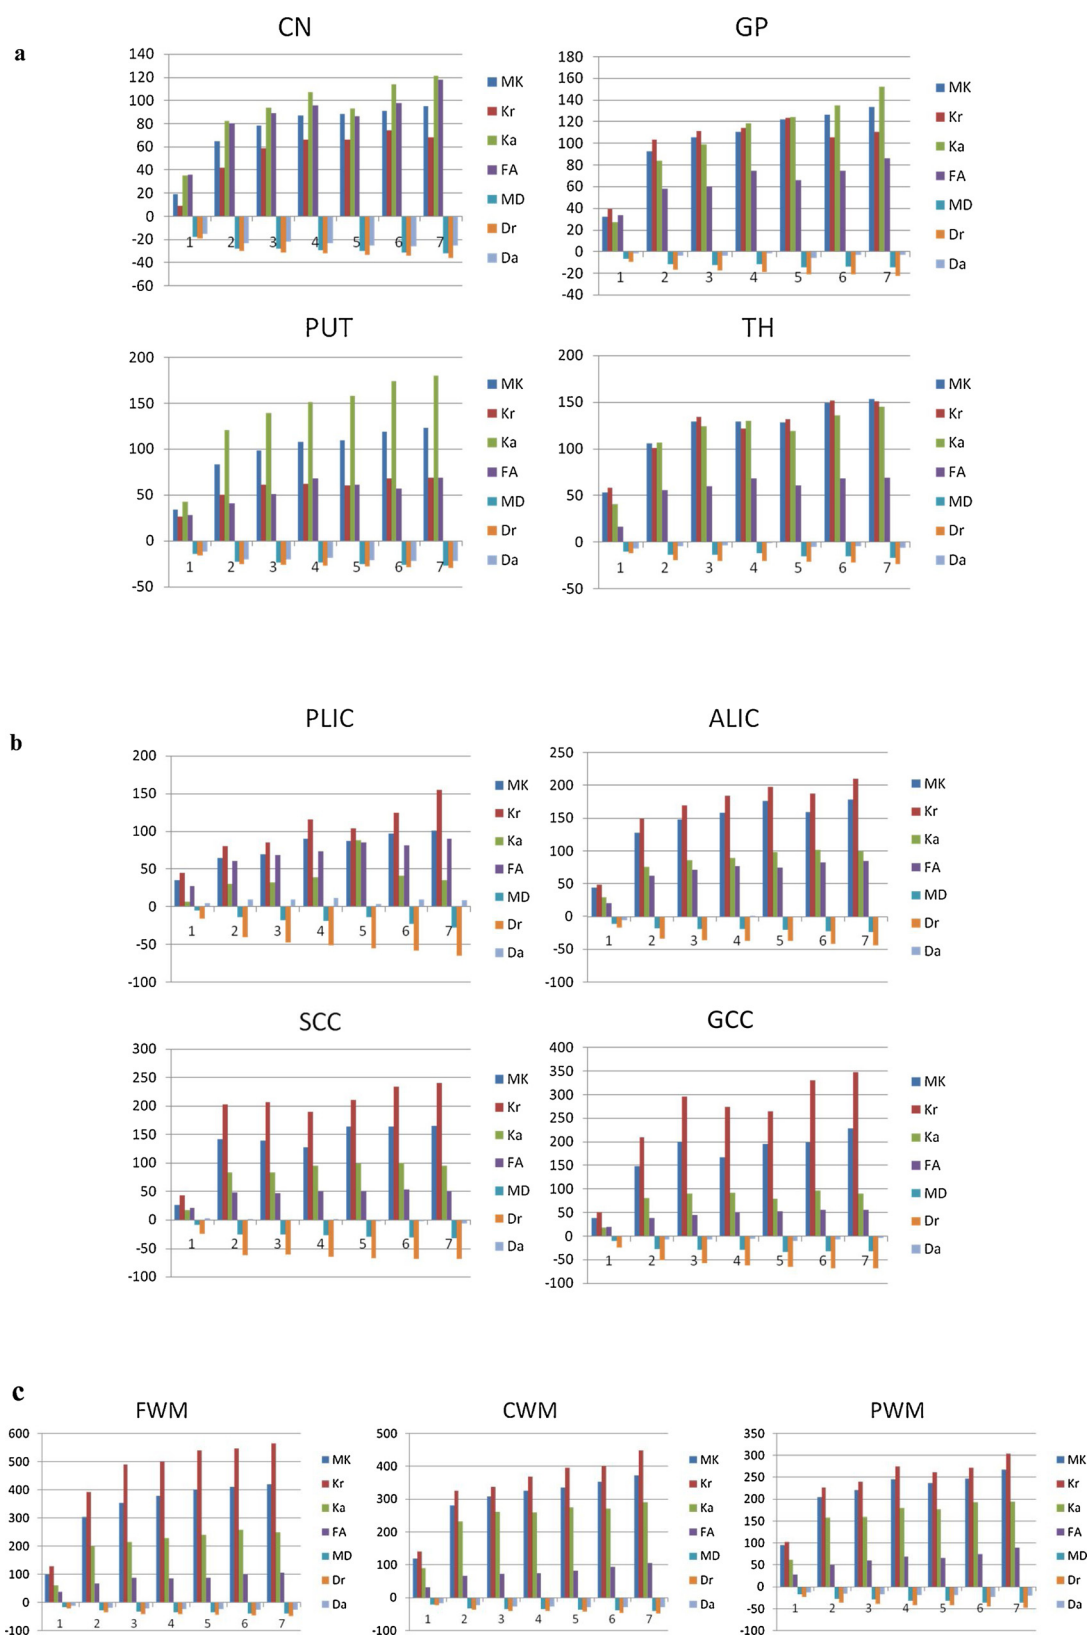 a
CN
140
120
100
80
60
40
20
0
-20
-40
-60
1 2 3 4 5 6 7
MK
Kr
Ka
FA
MD
Dr
Da
GP
180
160
140
120
100
80
60
40
20
0
-20
-40
1 2 3 4 5 6 7
MK
Kr
Ka
FA
MD
Dr
Da
PUT
200
150
100
50
0
-50
1 2 3 4 5 6 7
MK
Kr
Ka
FA
MD
Dr
Da
TH
200
150
100
50
0
-50
1 2 3 4 5 6 7
MK
Kr
Ka
FA
MD
Dr
Da
b
PLIC
200
150
100
50
0
-50
-100
1 2 3 4 5 6 7
MK
Kr
Ka
FA
MD
Dr
Da
ALIC
250
200
150
100
50
0
-50
-100
1 2 3 4 5 6 7
MK
Kr
Ka
FA
MD
Dr
Da
SCC
300
250
200
150
100
50
0
-50
-100
1 2 3 4 5 6 7
MK
Kr
Ka
FA
MD
Dr
Da
GCC
400
350
300
250
200
150
100
50
0
-50
-100
1 2 3 4 5 6 7
MK
Kr
Ka
FA
MD
Dr
Da
c
FWM
600
500
400
300
200
100
0
-100
1 2 3 4 5 6 7
MK
Kr
Ka
FA
MD
Dr
Da
CWM
500
400
300
200
100
0
-100
1 2 3 4 5 6 7
MK
Kr
Ka
FA
MD
Dr
Da
PWM
350
300
250
200
150
100
50
0
-50
-100
1 2 3 4 5 6 7
MK
Kr
Ka
FA
MD
Dr
Da